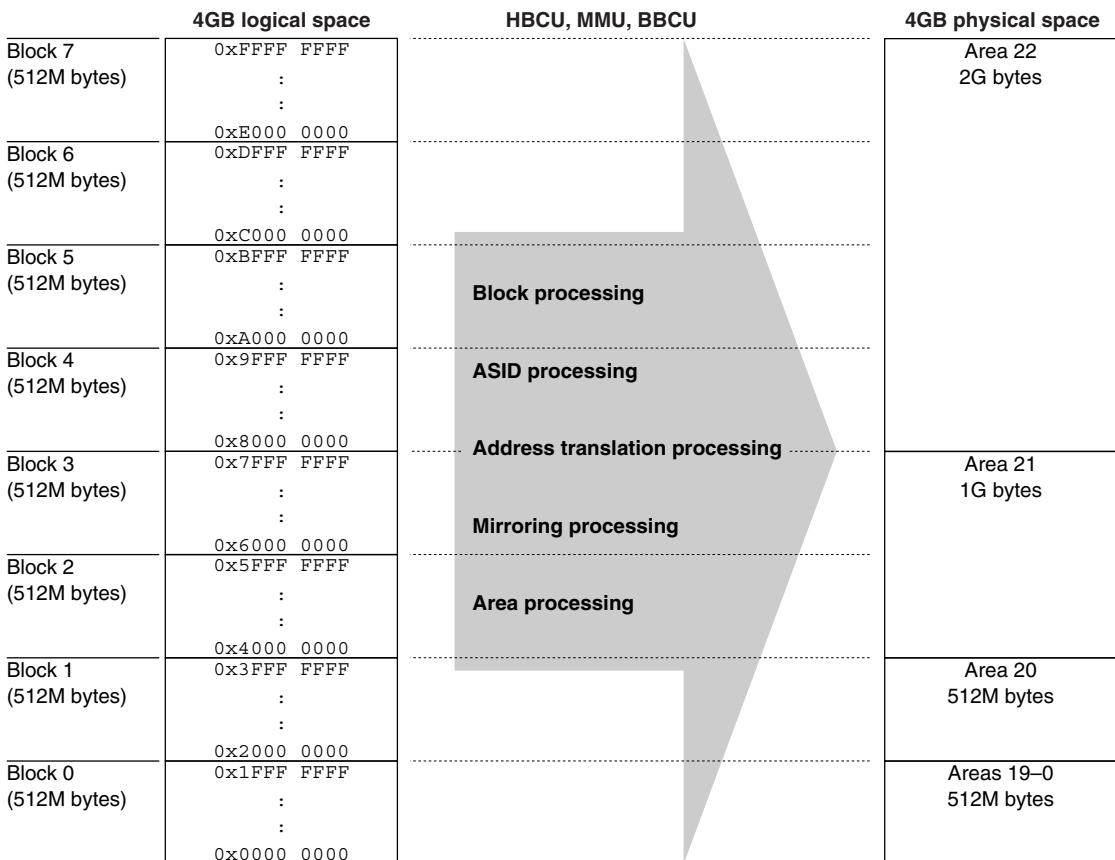 4GB logical space
HBCU, MMU, BBCU
4GB physical space
Block 7
(512M bytes)
0xFFFF FFFF
:
:
0xE000 0000
Block 6
(512M bytes)
0xDFFF FFFF
:
:
0xC000 0000
Block 5
(512M bytes)
0xBFFF FFFF
:
:
0xA000 0000
Block 4
(512M bytes)
0x9FFF FFFF
:
:
0x8000 0000
Block 3
(512M bytes)
0x7FFF FFFF
:
:
0x6000 0000
Block 2
(512M bytes)
0x5FFF FFFF
:
:
0x4000 0000
Block 1
(512M bytes)
0x3FFF FFFF
:
:
0x2000 0000
Block 0
(512M bytes)
0x1FFF FFFF
:
:
0x0000 0000
Block processing
ASID processing
Address translation processing
Mirroring processing
Area processing
Area 22
2G bytes
Area 21
1G bytes
Area 20
512M bytes
Areas 19–0
512M bytes